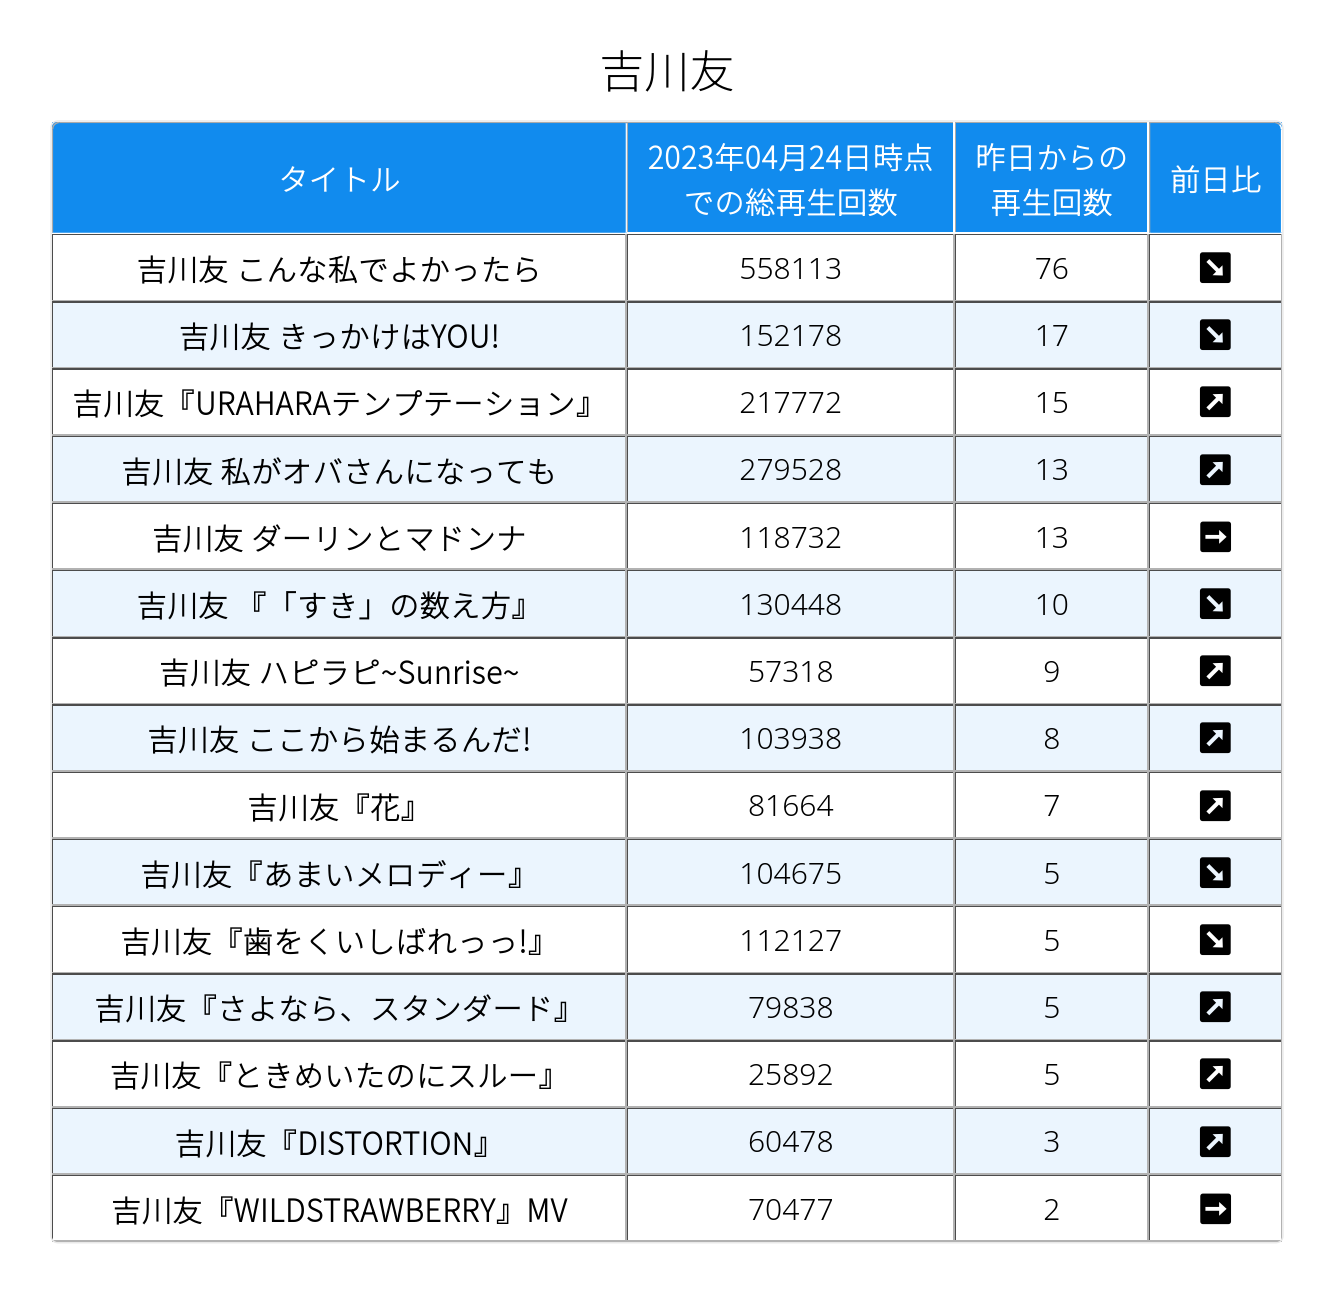 吉川友
タイトル
2023年04月24日時点
での総再生回数
昨日からの
再生回数
前日比
吉川友 こんな私でよかったら 558113 76 ↘
吉川友 きっかけはYOU! 152178 17 ↘
吉川友『URAHARAテンプテーション』 217772 15 ↗
吉川友 私がオバさんになっても 279528 13 ↗
吉川友 ダーリンとマドンナ 118732 13 →
吉川友 『「すき」の数え方』 130448 10 ↘
吉川友 ハピラピ~Sunrise~ 57318 9 ↗
吉川友 ここから始まるんだ! 103938 8 ↗
吉川友『花』 81664 7 ↗
吉川友『あまいメロディー』 104675 5 ↘
吉川友『歯をくいしばれっっ!』 112127 5 ↘
吉川友『さよなら、スタンダード』 79838 5 ↗
吉川友『ときめいたのにスルー』 25892 5 ↗
吉川友『DISTORTION』 60478 3 ↗
吉川友『WILDSTRAWBERRY』MV 70477 2 →